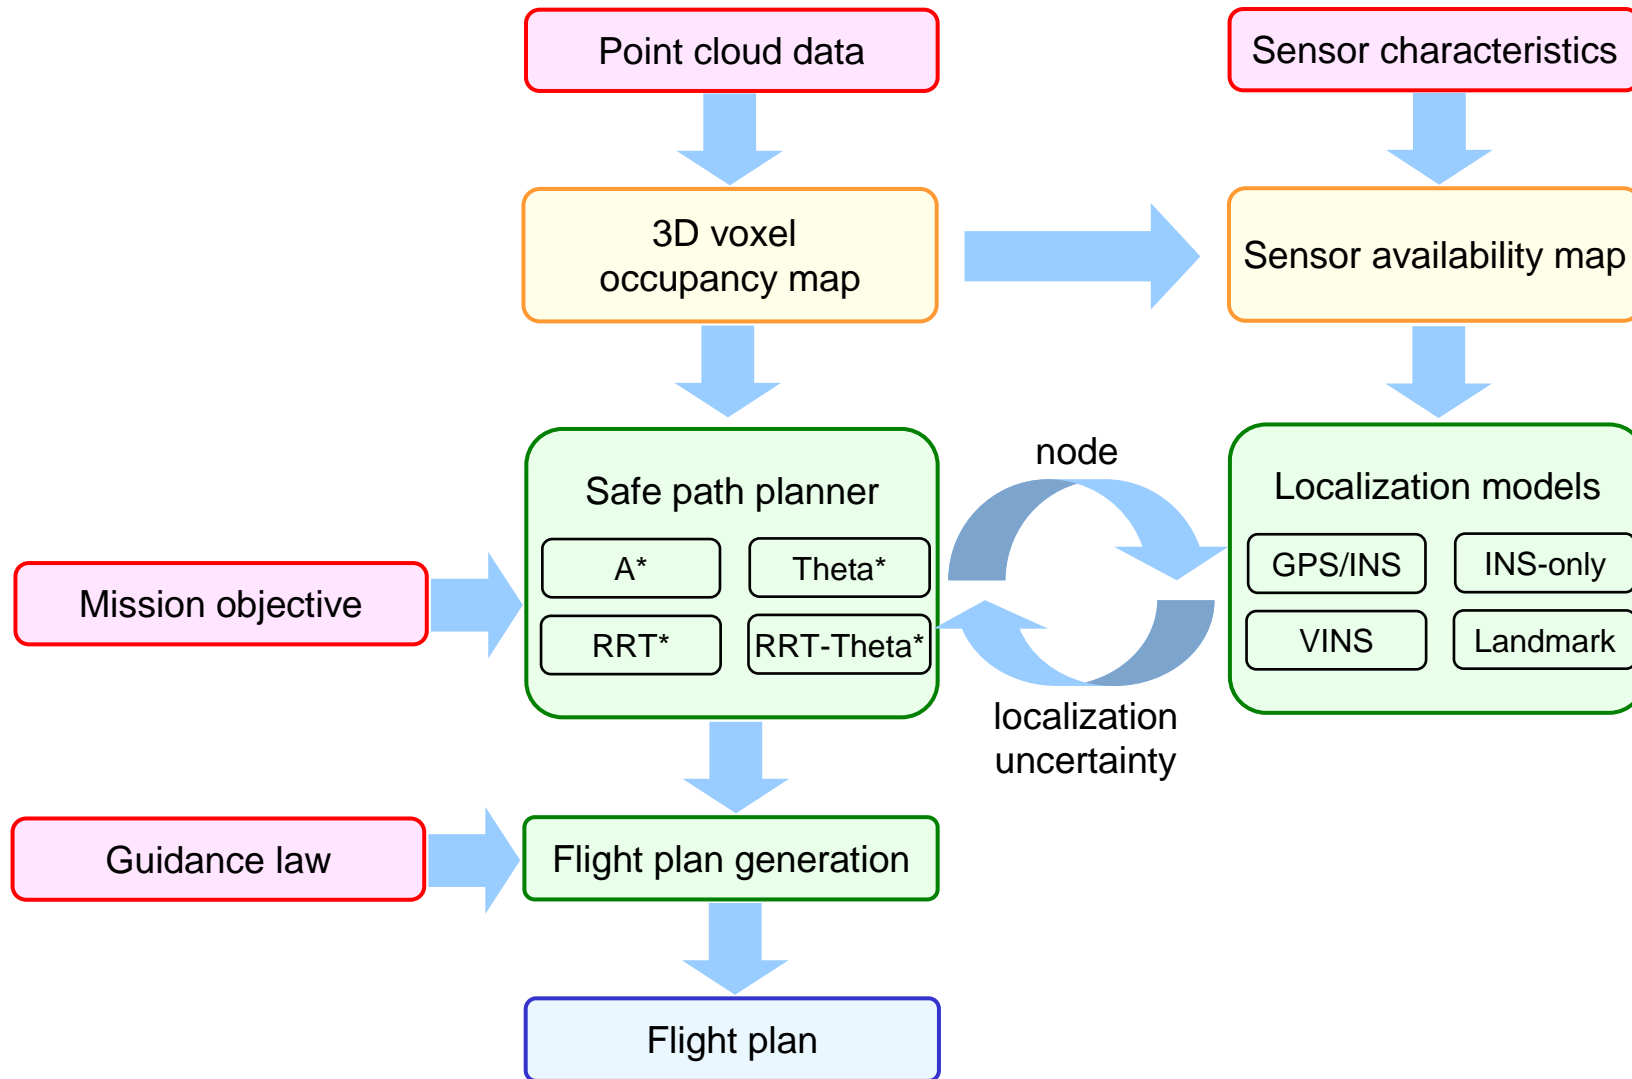 Point cloud data
Sensor characteristics
3D voxel
occupancy map
Sensor availability map
node
Safe path planner
Localization models
A*
Theta*
GPS/INS
INS-only
Mission objective
RRT*
RRT-Theta*
VINS
Landmark
localization
uncertainty
Guidance law
Flight plan generation
Flight plan